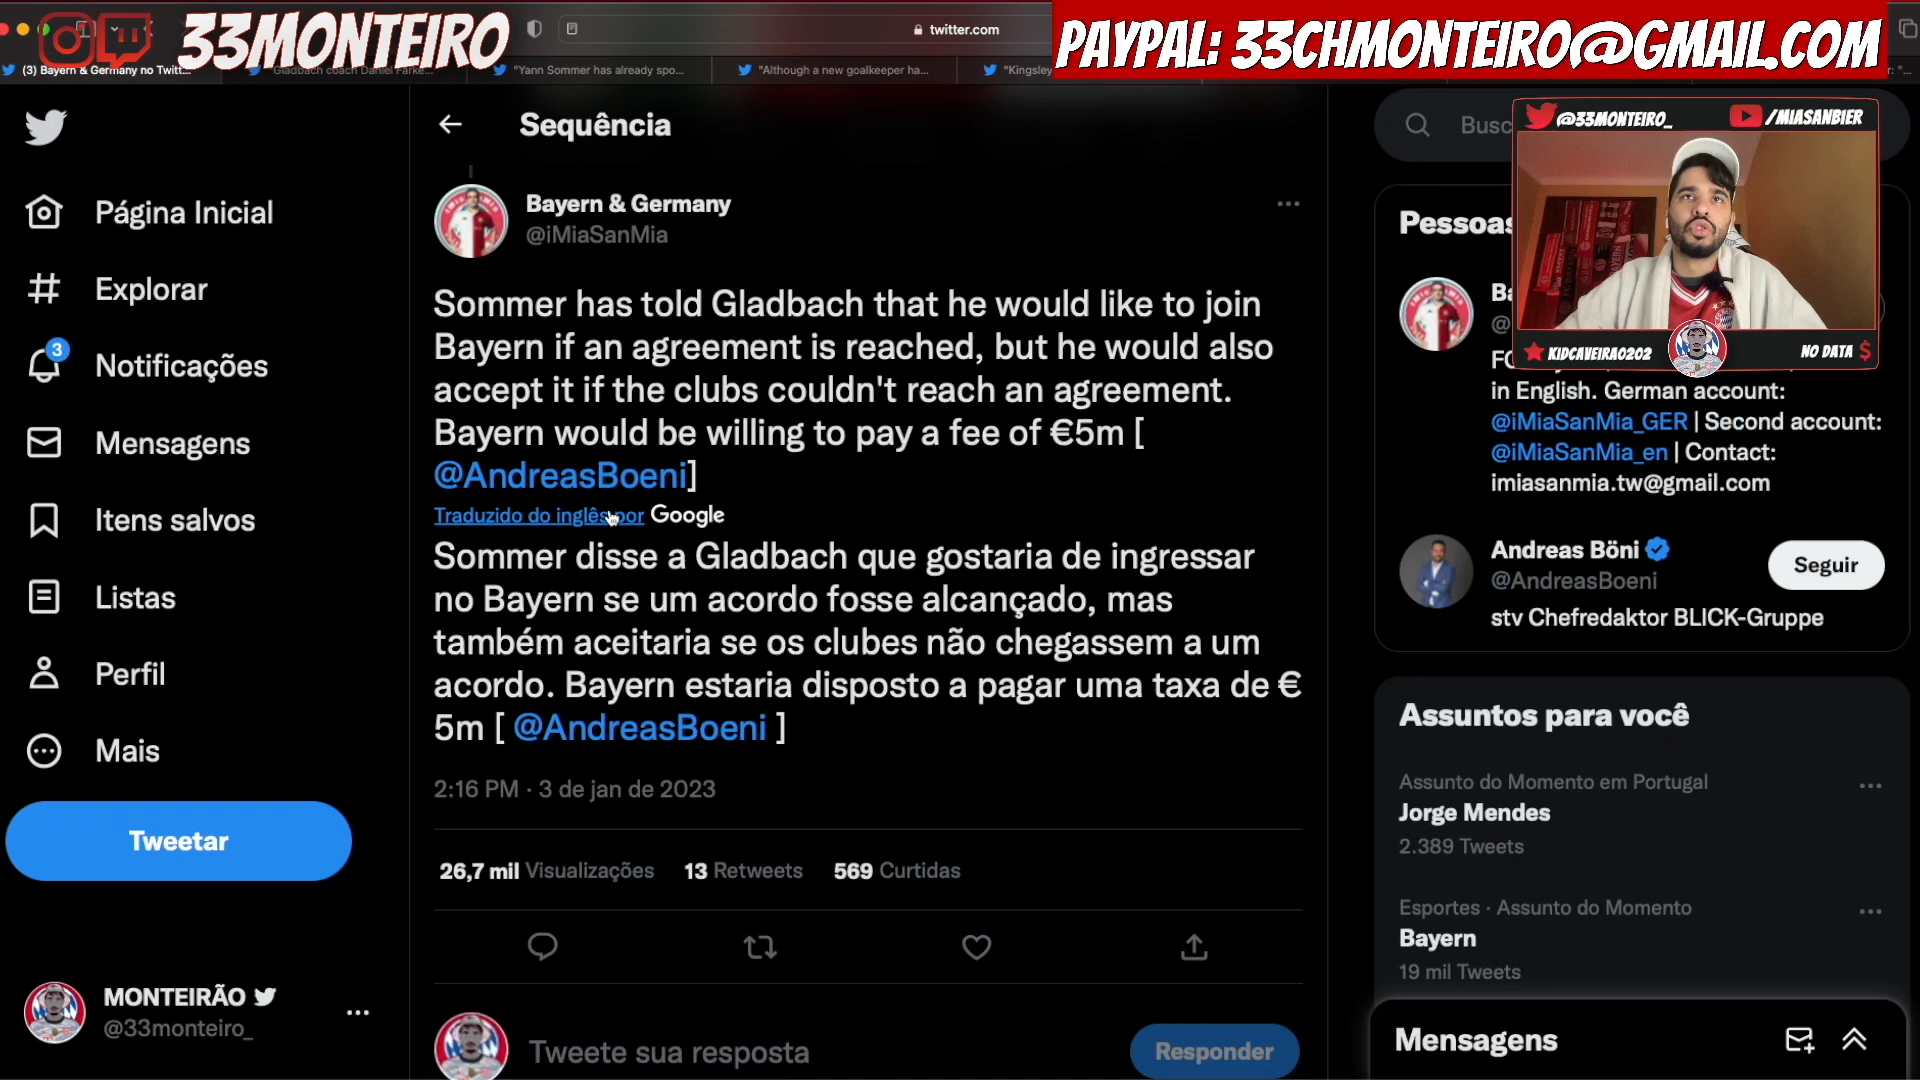 33MONTEIRO
PAYPAL: 33CHMONTEIRO@GMAIL.COM
twitter.com
(3) Bayern & Germany no Twitt...
"Gladbach coach Daniel Farke...
"Yann Sommer has already spo...
"Although a new goalkeeper ha...
"Kingsley
Página Inicial
Explorar
3
Notificações
Mensagens
Itens salvos
Listas
Perfil
Mais
Tweetar
MONTEIRÃO
@33monteiro_
Sequência
Bayern & Germany
@iMiaSanMia
Sommer has told Gladbach that he would like to join
Bayern if an agreement is reached, but he would also
accept it if the clubs couldn't reach an agreement.
Bayern would be willing to pay a fee of €5m [
@AndreasBoeni]
Traduzido do inglês por Google
Sommer disse a Gladbach que gostaria de ingressar
no Bayern se um acordo fosse alcançado, mas
também aceitaria se os clubes não chegassem a um
acordo. Bayern estaria disposto a pagar uma taxa de €
5m [ @AndreasBoeni ]
2:16 PM · 3 de jan de 2023
26,7 mil Visualizações 13 Retweets 569 Curtidas
Tweete sua resposta
Responder
Busc
@33MONTEIRO_
/MIASANBIER
KIDCAVEIRA0202
NO DATA $
Pessoas
Ba
@
in English. German account:
@iMiaSanMia_GER | Second account:
@iMiaSanMia_en | Contact:
imiasanmia.tw@gmail.com
Andreas Böni
@AndreasBoeni
Seguir
stv Chefredaktor BLICK-Gruppe
Assuntos para você
Assunto do Momento em Portugal
Jorge Mendes
2.389 Tweets
Esportes · Assunto do Momento
Bayern
19 mil Tweets
Mensagens